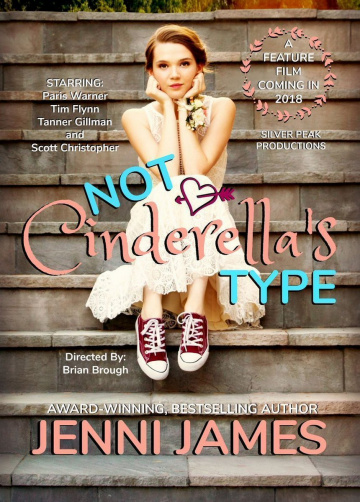 STARRING:
Paris Warner
Tim Flynn
Tanner Gillman
and
Scott Christopher
A
FEATURE
FILM
COMING IN
2018
SILVER PEAK
PRODUCTIONS
NOT
Cinderella's
TYPE
Directed By:
Brian Brough
AWARD-WINNING, BESTSELLING AUTHOR
JENNI JAMES